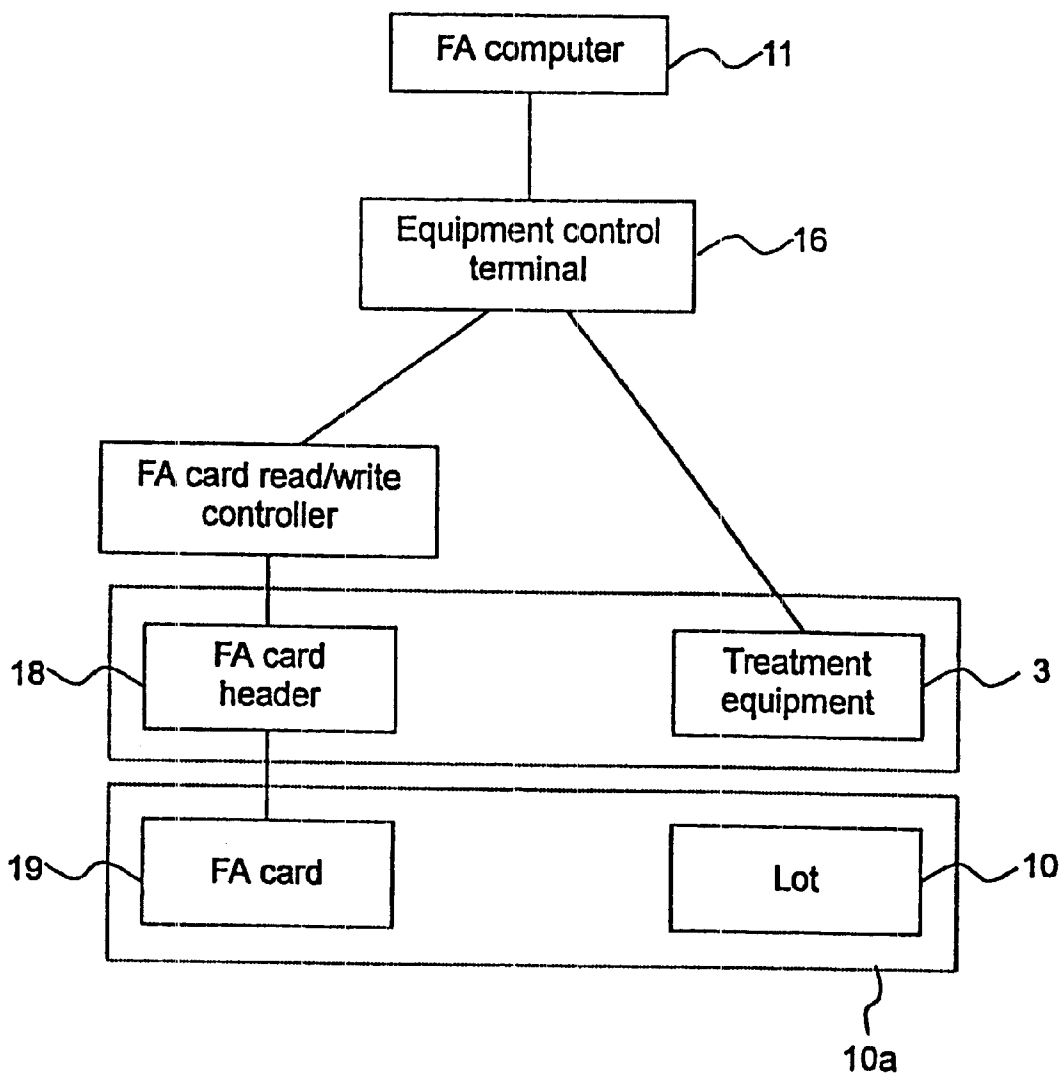 FA computer
11
Equipment control
terminal
16
FA card read/write
controller
18
FA card
header
Treatment
equipment
3
19
FA card
Lot
10
10a